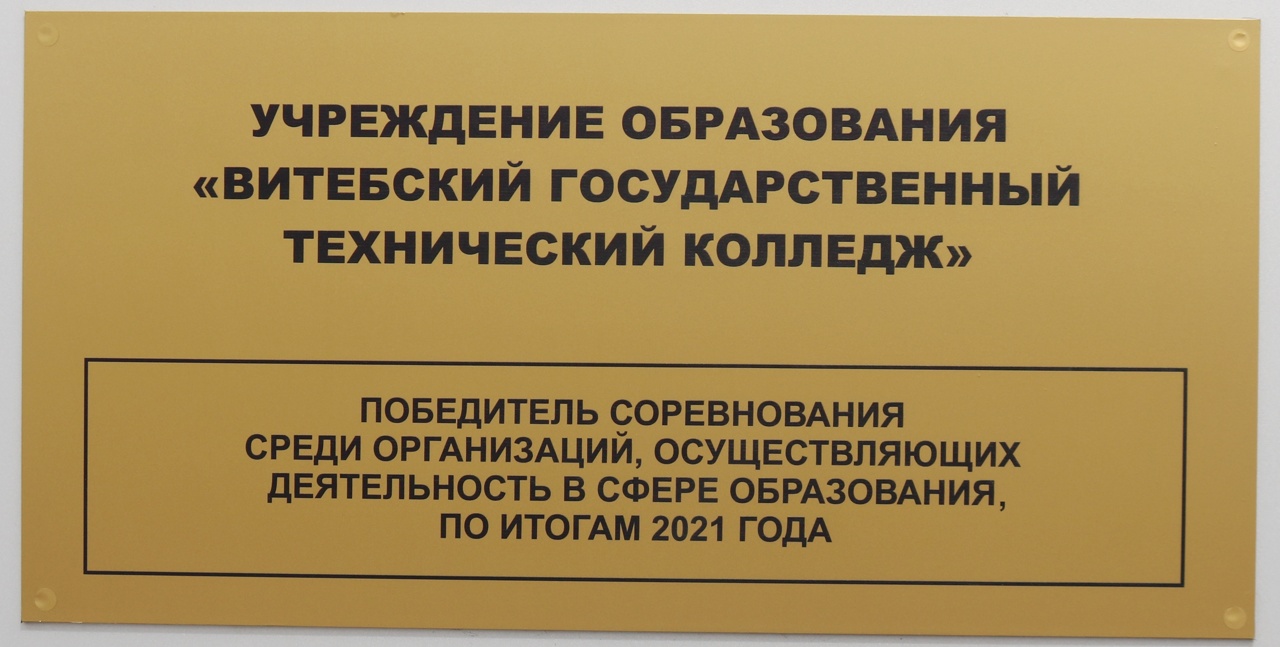 УЧРЕЖДЕНИЕ ОБРАЗОВАНИЯ
«ВИТЕБСКИЙ ГОСУДАРСТВЕННЫЙ
ТЕХНИЧЕСКИЙ КОЛЛЕДЖ»
ПОБЕДИТЕЛЬ СОРЕВНОВАНИЯ
СРЕДИ ОРГАНИЗАЦИЙ, ОСУЩЕСТВЛЯЮЩИХ
ДЕЯТЕЛЬНОСТЬ В СФЕРЕ ОБРАЗОВАНИЯ,
ПО ИТОГАМ 2021 ГОДА